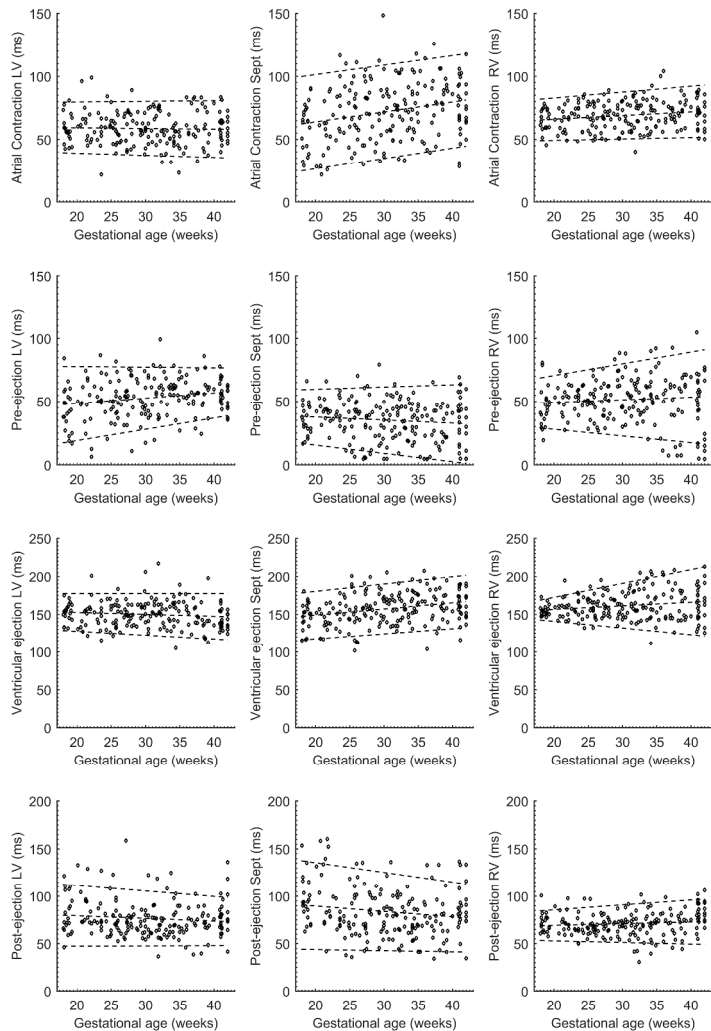 150
100
50
0
Atrial Contraction LV (ms)
20 25 30 35 40
Gestational age (weeks)
150
100
50
0
Atrial Contraction Sept (ms)
20 25 30 35 40
Gestational age (weeks)
150
100
50
0
Atrial Contraction RV (ms)
20 25 30 35 40
Gestational age (weeks)
150
100
50
0
Pre-ejection LV (ms)
20 25 30 35 40
Gestational age (weeks)
150
100
50
0
Pre-ejection Sept (ms)
20 25 30 35 40
Gestational age (weeks)
150
100
50
0
Pre-ejection RV (ms)
20 25 30 35 40
Gestational age (weeks)
250
200
150
100
50
0
Ventricular ejection LV (ms)
20 25 30 35 40
Gestational age (weeks)
250
200
150
100
50
0
Ventricular ejection Sept (ms)
20 25 30 35 40
Gestational age (weeks)
250
200
150
100
50
0
Ventricular ejection RV (ms)
20 25 30 35 40
Gestational age (weeks)
200
150
100
50
0
Post-ejection LV (ms)
20 25 30 35 40
Gestational age (weeks)
200
150
100
50
0
Post-ejection Sept (ms)
20 25 30 35 40
Gestational age (weeks)
200
150
100
50
0
Post-ejection RV (ms)
20 25 30 35 40
Gestational age (weeks)